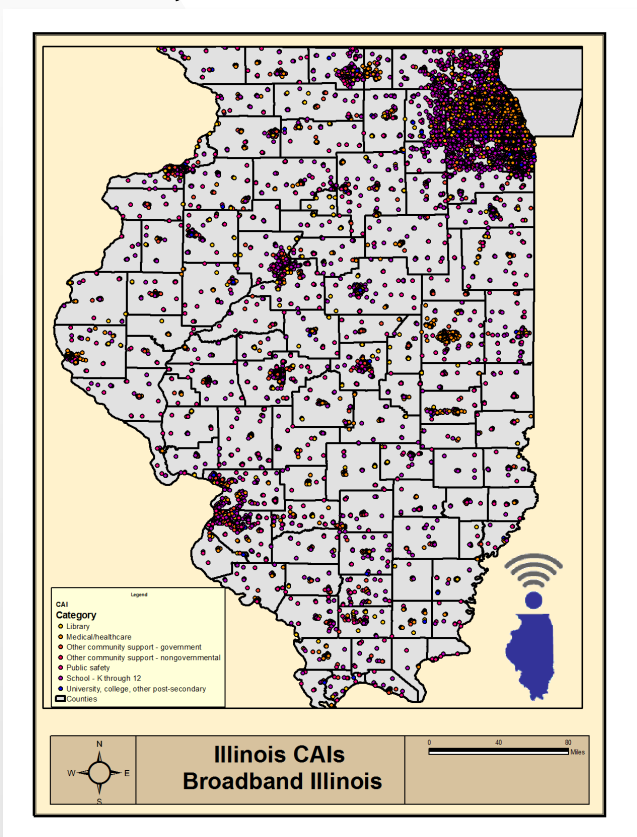 Legend
CAI
Category
Library
Medical/healthcare
Other community support - government
Other community support - nongovernmental
Public safety
School - K through 12
University, college, other post-secondary
Counties
N
W E
S
Illinois CAIs
Broadband Illinois
0 40 80
Miles